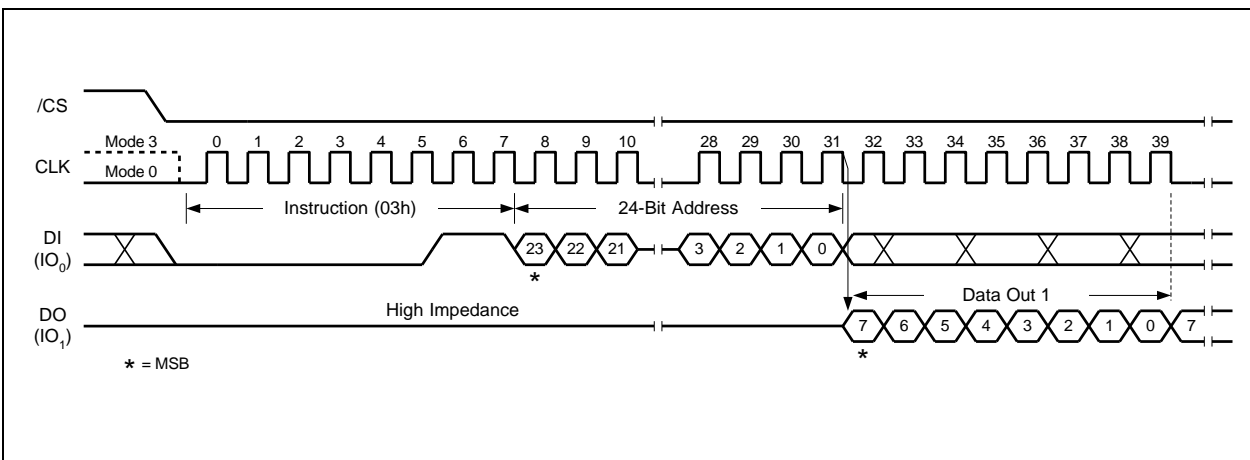 /CS
Mode 3 0 1 2 3 4 5 6 7 8 9 10 28 29 30 31 32 33 34 35 36 37 38 39
CLK
Mode 0
Instruction (03h) 24-Bit Address
DI
(IO₀)
23 22 21 3 2 1 0
*
Data Out 1
High Impedance
DO
(IO₁)
7 6 5 4 3 2 1 0 7
*
* = MSB